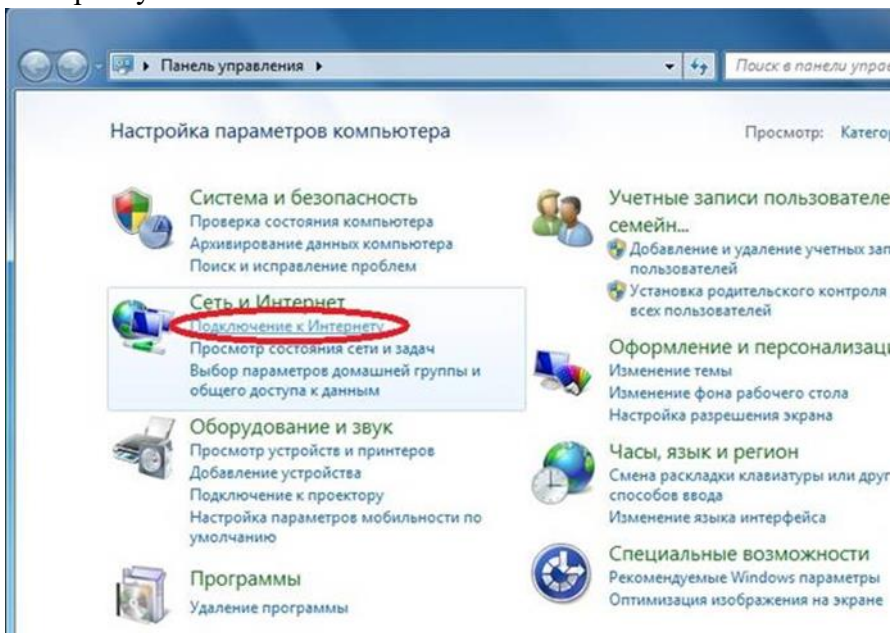 Панель управления
Поиск в панели управ
Настройка параметров компьютера
Просмотр: Категор
Система и безопасность
Проверка состояния компьютера
Архивирование данных компьютера
Поиск и исправление проблем
Сеть и Интернет
Подключение к Интернету
Просмотр состояния сети и задач
Выбор параметров домашней группы и
общего доступа к данным
Оборудование и звук
Просмотр устройств и принтеров
Добавление устройства
Подключение к проектору
Настройка параметров мобильности по
умолчанию
Программы
Удаление программы
Учетные записи пользователе
семейн...
Добавление и удаление учетных зап
пользователей
Установка родительского контроля
всех пользователей
Оформление и персонализаци
Изменение темы
Изменение фона рабочего стола
Настройка разрешения экрана
Часы, язык и регион
Смена раскладки клавиатуры или друг
способов ввода
Изменение языка интерфейса
Специальные возможности
Рекомендуемые Windows параметры
Оптимизация изображения на экране